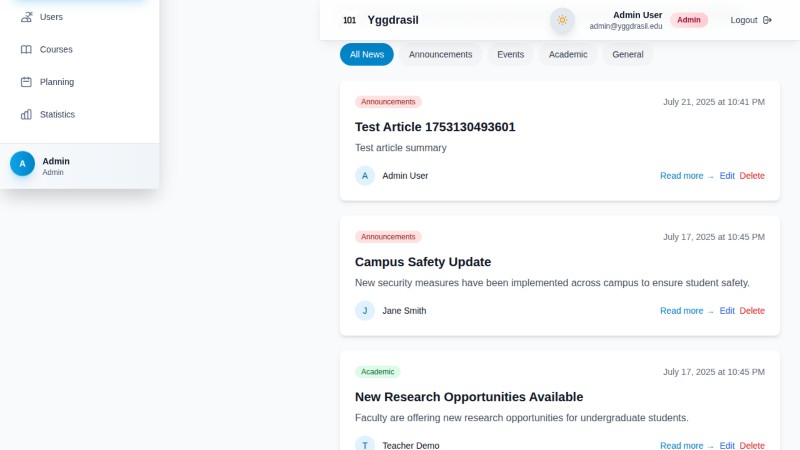 Users
Courses
Planning
Statistics
A
Admin
Admin
101
Yggdrasil
Admin User
admin@yggdrasil.edu
Admin
Logout
All News
Announcements
Events
Academic
General
Announcements
July 21, 2025 at 10:41 PM
Test Article 1753130493601
Test article summary
A
Admin User
Read more →
Edit
Delete
Announcements
July 17, 2025 at 10:45 PM
Campus Safety Update
New security measures have been implemented across campus to ensure student safety.
J
Jane Smith
Read more →
Edit
Delete
Academic
July 17, 2025 at 10:45 PM
New Research Opportunities Available
Faculty are offering new research opportunities for undergraduate students.
T
Teacher Demo
Read more →
Edit
Delete